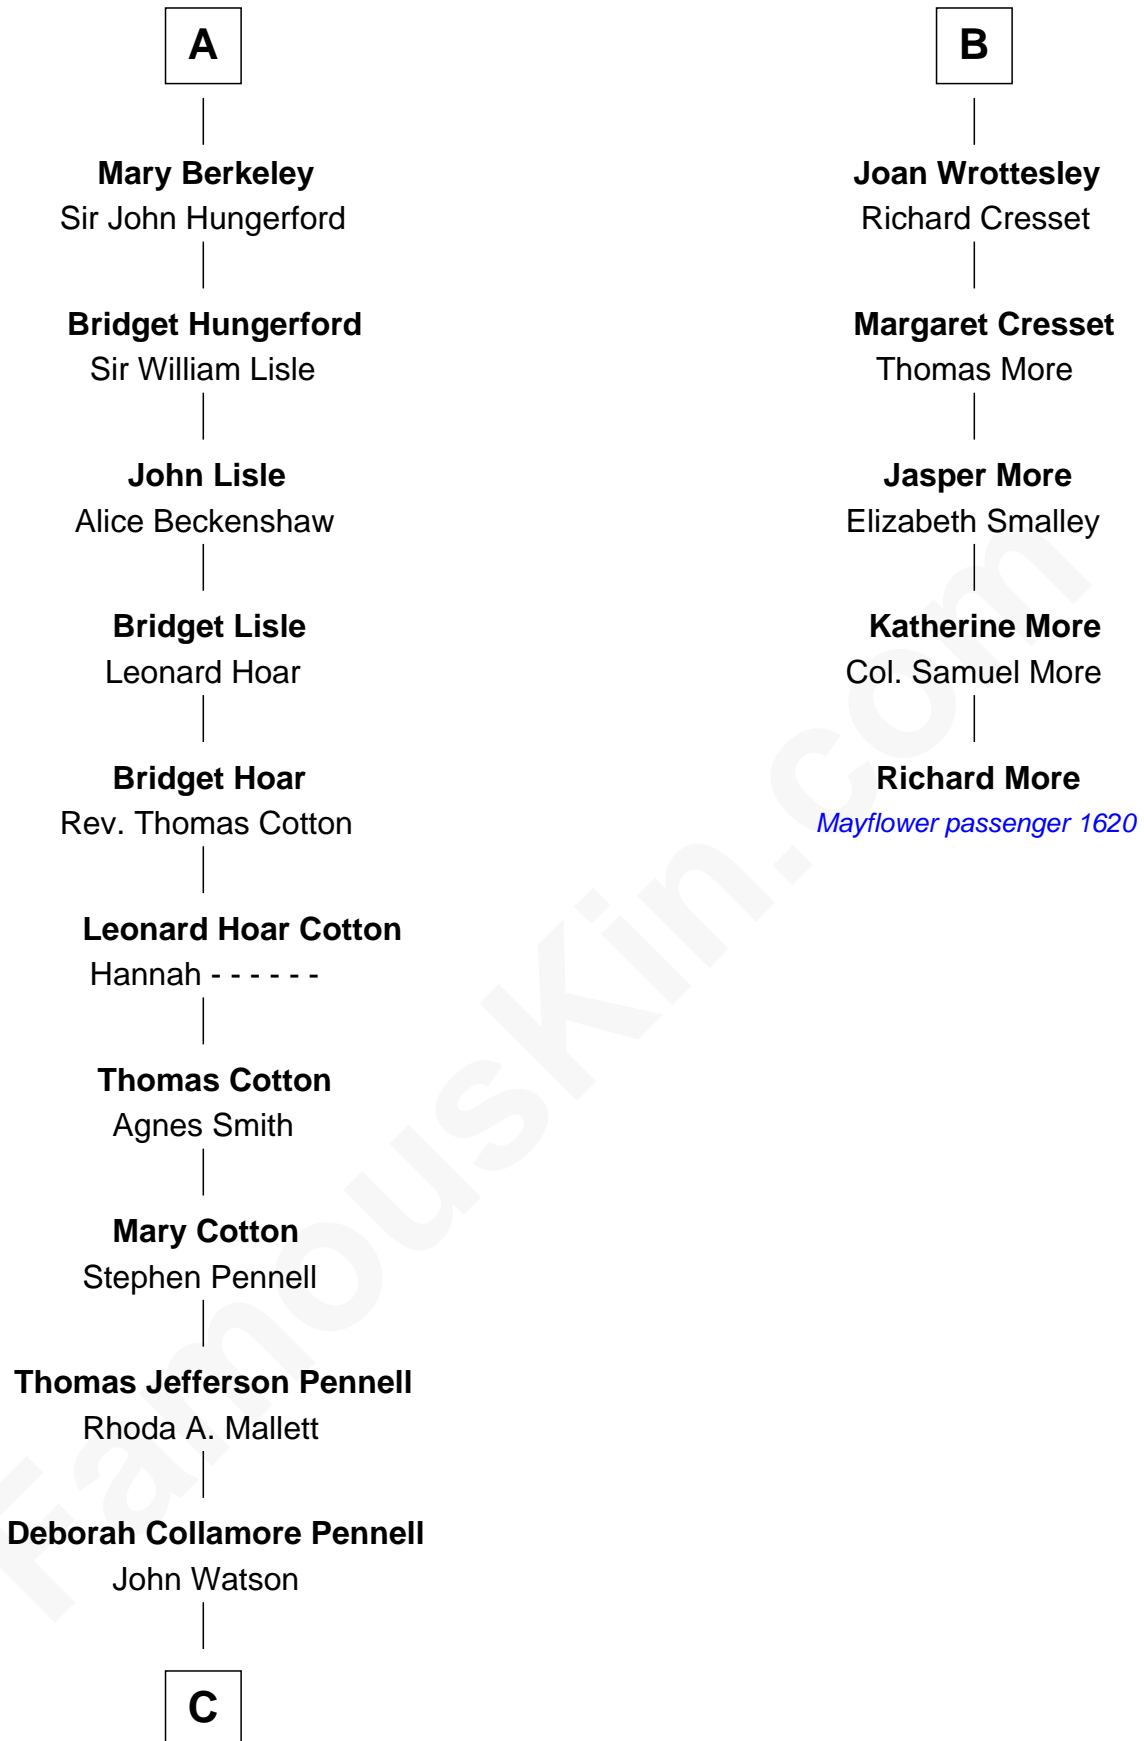 A
Mary Berkeley
Sir John Hungerford
Bridget Hungerford
Sir William Lisle
John Lisle
Alice Beckenshaw
Bridget Lisle
Leonard Hoar
Bridget Hoar
Rev. Thomas Cotton
Leonard Hoar Cotton
Hannah - - - - - -
Thomas Cotton
Agnes Smith
Mary Cotton
Stephen Pennell
Thomas Jefferson Pennell
Rhoda A. Mallett
Deborah Collamore Pennell
John Watson
C
B
Joan Wrottesley
Richard Cresset
Margaret Cresset
Thomas More
Jasper More
Elizabeth Smalley
Katherine More
Col. Samuel More
Richard More
Mayflower passenger 1620
FamousKin.com